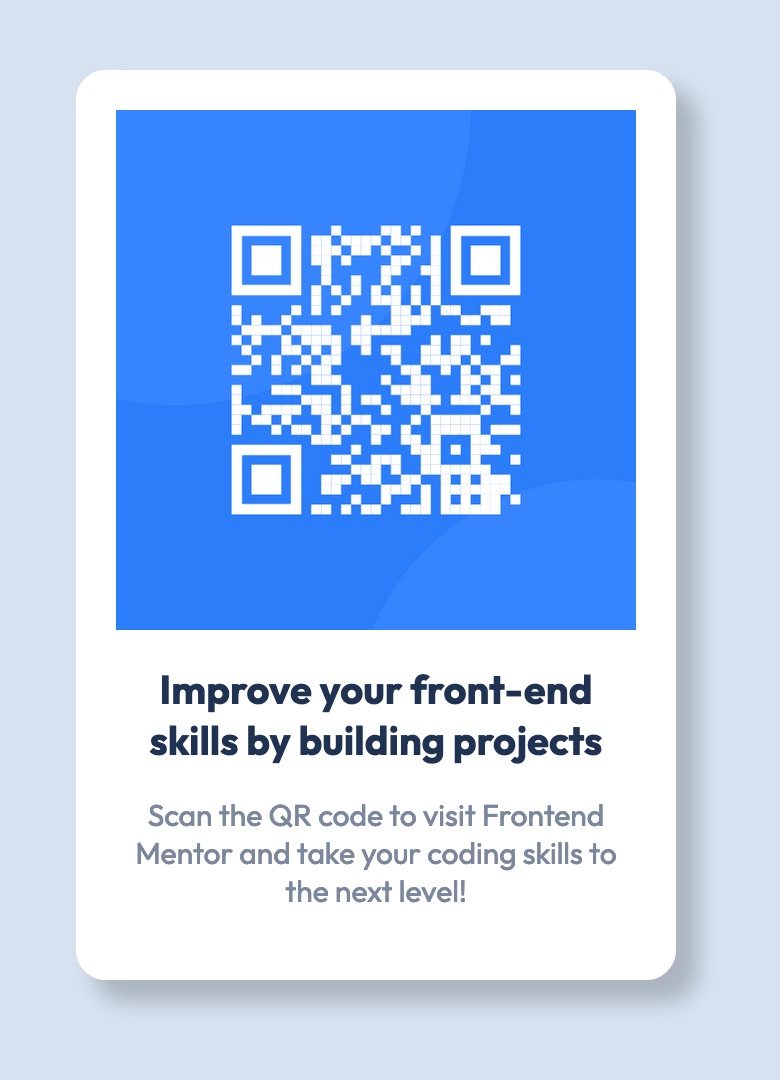 Improve your front-end
skills by building projects
Scan the QR code to visit Frontend
Mentor and take your coding skills to
the next level!